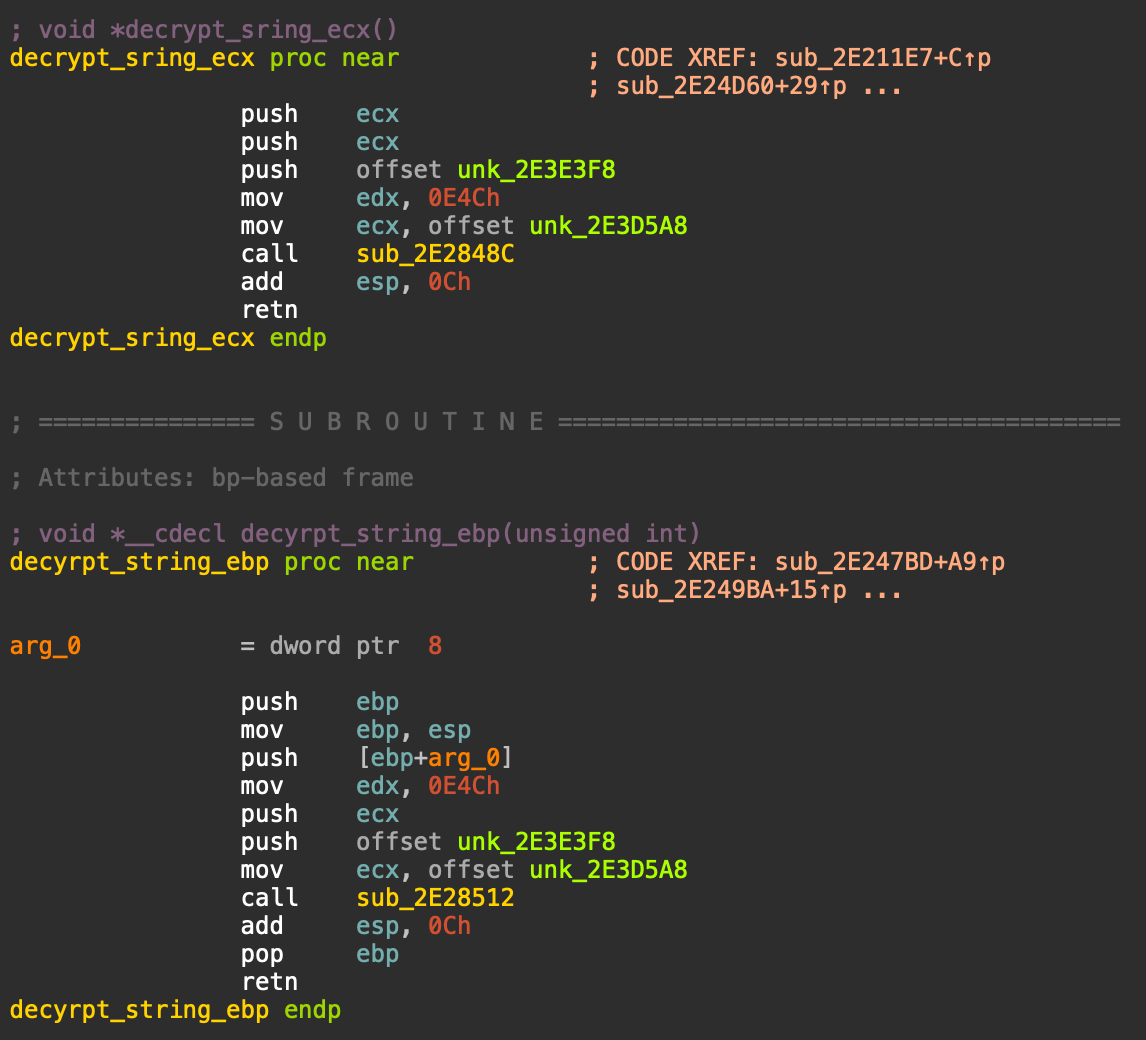 ; void *decrypt_sring_ecx()
decrypt_sring_ecx proc near ; CODE XREF: sub_2E211E7+C↑p
; sub_2E24D60+29↑p ...
push ecx
push ecx
push offset unk_2E3E3F8
mov edx, 0E4Ch
mov ecx, offset unk_2E3D5A8
call sub_2E2848C
add esp, 0Ch
retn
decrypt_sring_ecx endp
; =============== S U B R O U T I N E =======================================
; Attributes: bp-based frame
; void *__cdecl decyrpt_string_ebp(unsigned int)
decyrpt_string_ebp proc near ; CODE XREF: sub_2E247BD+A9↑p
; sub_2E249BA+15↑p ...
arg_0 = dword ptr 8
push ebp
mov ebp, esp
push [ebp+arg_0]
mov edx, 0E4Ch
push ecx
push offset unk_2E3E3F8
mov ecx, offset unk_2E3D5A8
call sub_2E28512
add esp, 0Ch
pop ebp
retn
decyrpt_string_ebp endp